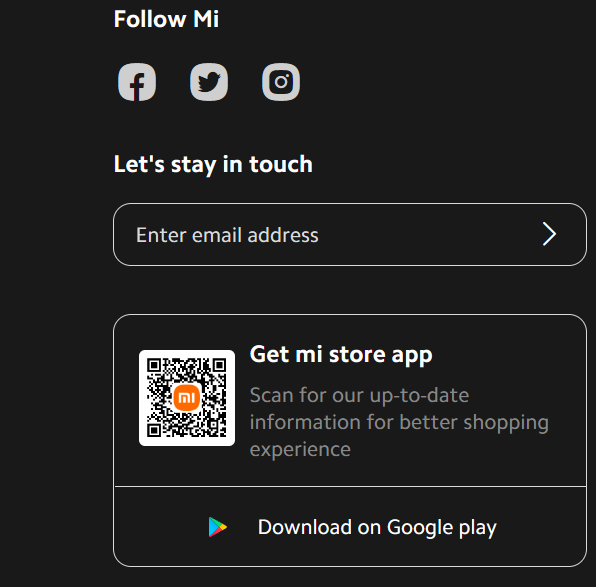 Follow Mi
Let's stay in touch
Enter email address
mi
Get mi store app
Scan for our up-to-date
information for better shopping
experience
Download on Google play